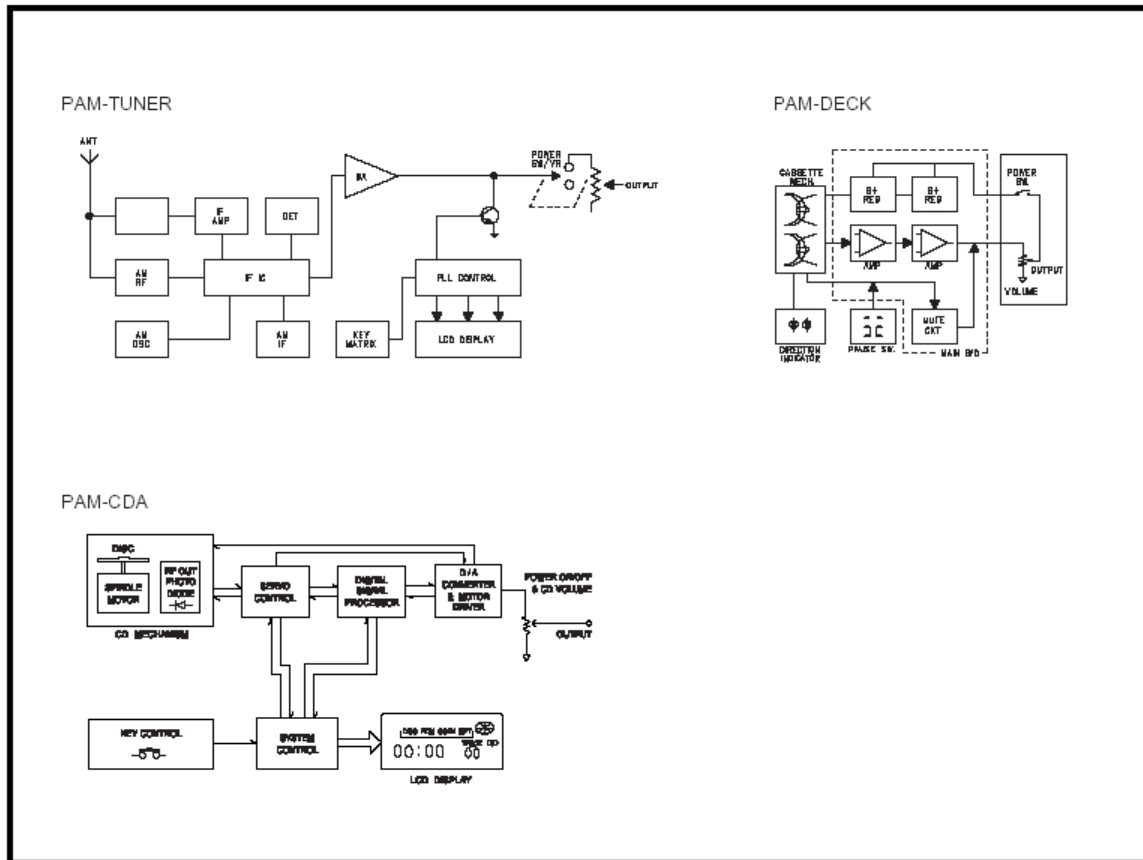 PAM-TUNER
ANT
IF
AMP
DET
AM
RF
IF IC
AM
OSC
AM
IF
POWER
SW/VR
OUTPUT
PLL CONTROL
KEY
MATRIX
LCD DISPLAY
PAM-DECK
CASSETTE
MECH.
B+
REG
B+
REG
POWER
SW.
AMP
AMP
OUTPUT
VOLUME
DIRECTION
INDICATOR
PAUSE SW.
MUTE
CKT
MAIN B'D
PAM-CDA
DISC
SPINDLE
MOTOR
RF OUT
PHOTO
DIODE
CD MECHANISM
SERVO
CONTROL
DIGITAL
SIGNAL
PROCESSOR
D/A
CONVERTER
& MOTOR
DRIVER
POWER ON/OFF
& CD VOLUME
OUTPUT
KEY CONTROL
SYSTEM
CONTROL
00:00
00
LCD DISPLAY